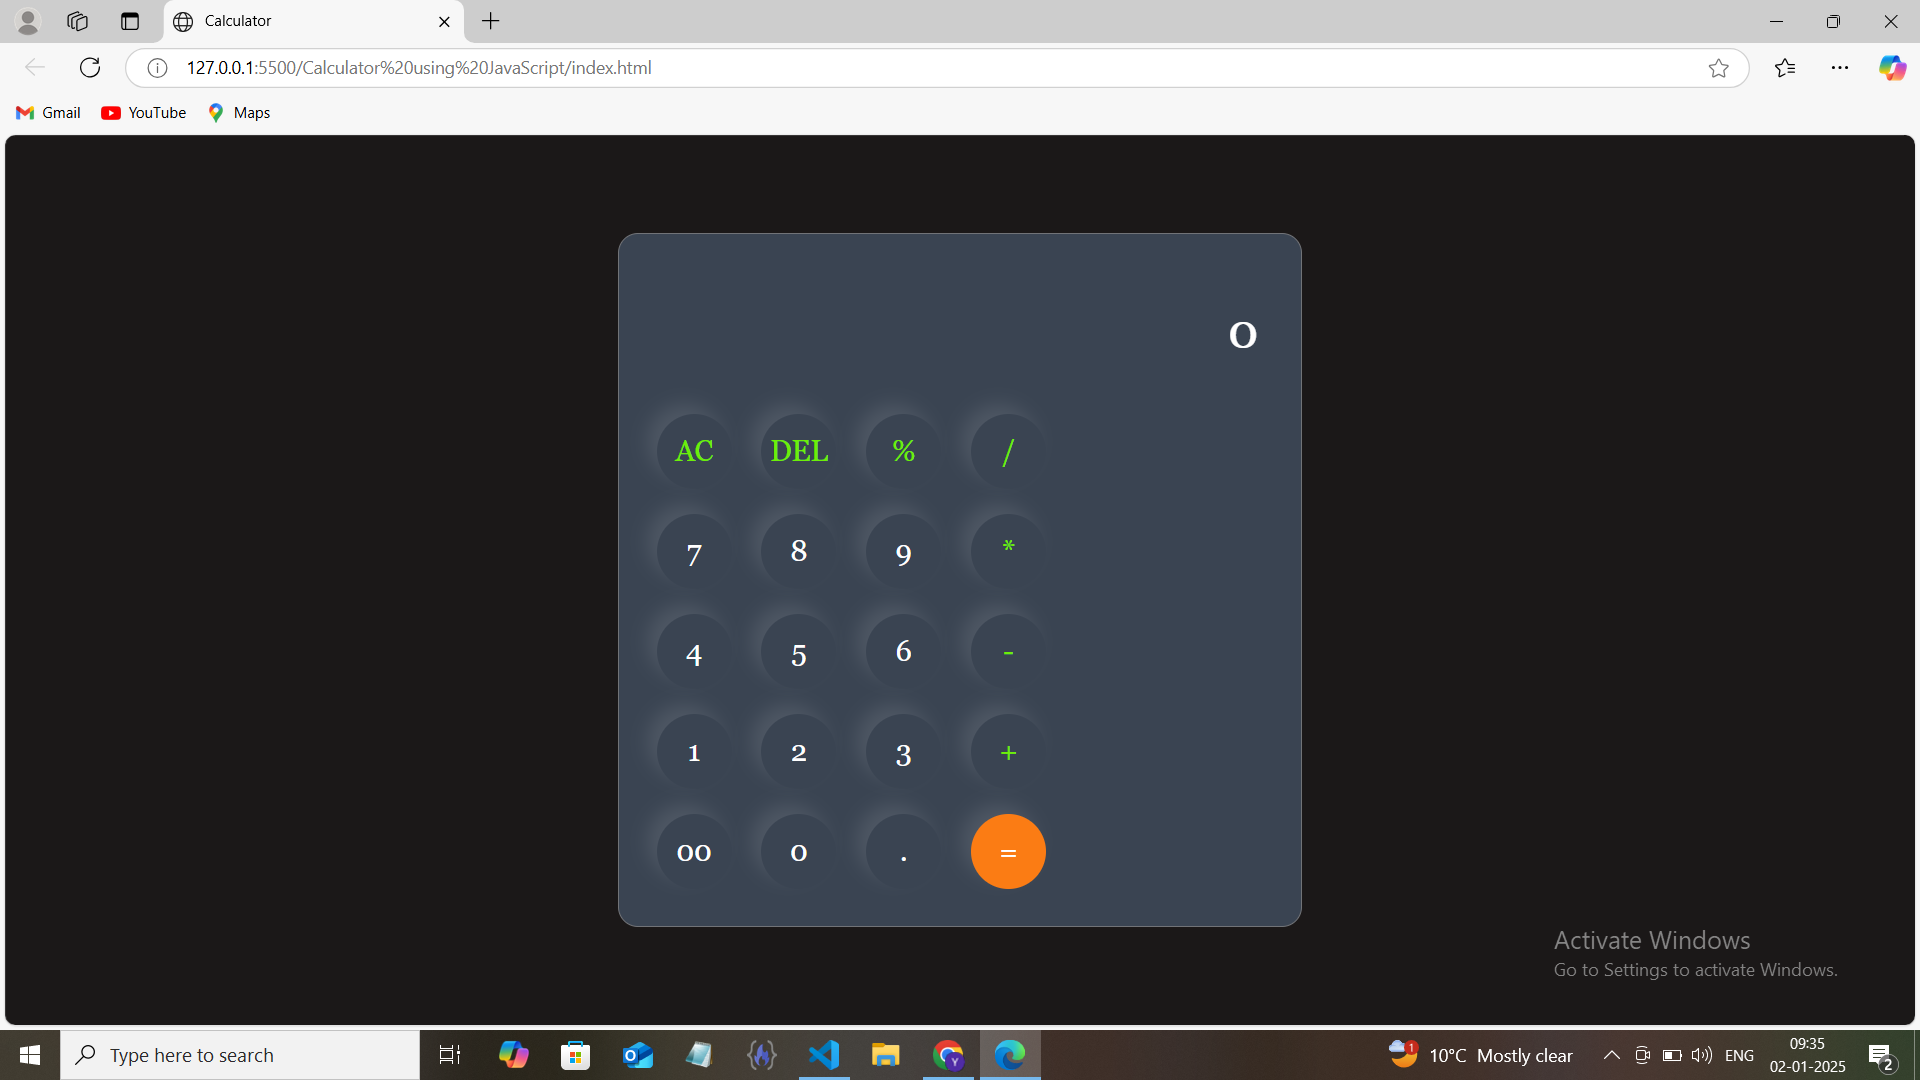 Calculator
127.0.0.1:5500/Calculator%20using%20JavaScript/index.html
Gmail YouTube Maps
0
AC DEL % /
7 8 9 *
4 5 6 -
1 2 3 +
00 0 . =
Activate Windows
Go to Settings to activate Windows.
Type here to search
1
10°C Mostly clear
ENG
09:35
02-01-2025
2
Y